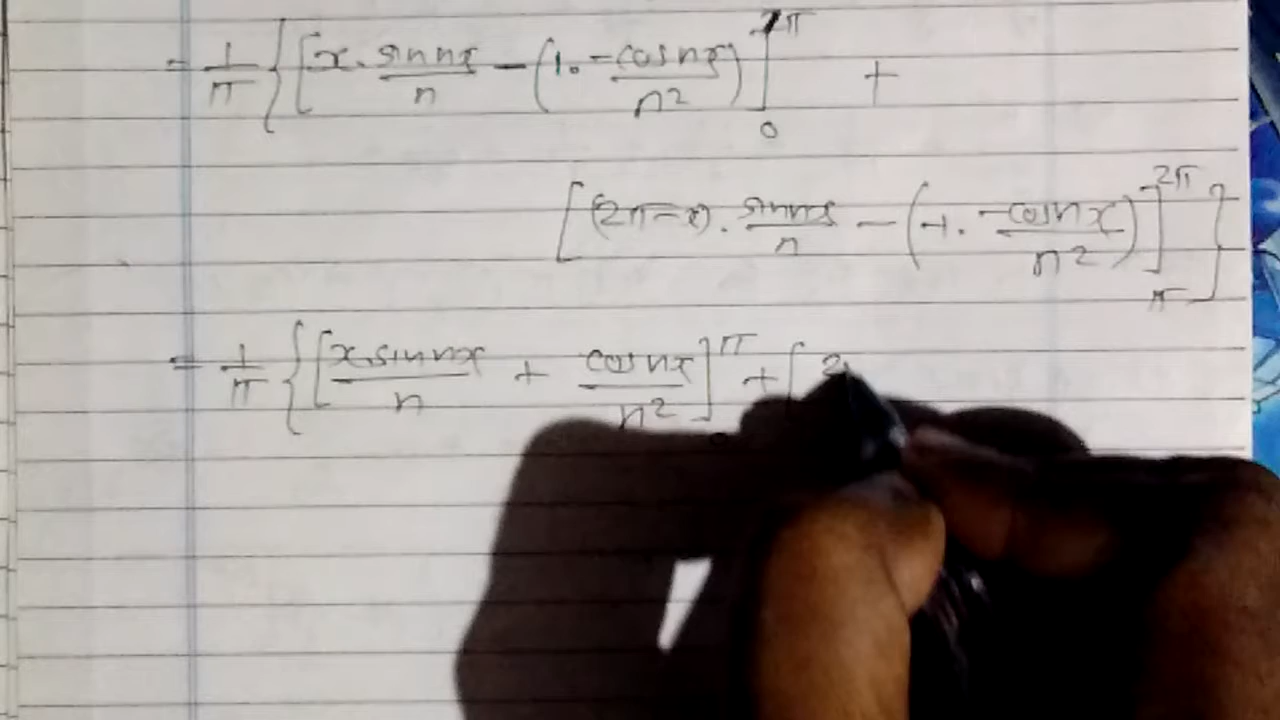 = 1/π { [ x. sin nx/n - (1. -cos nx/n²) ]₀^π +
[ (2π-x). sin nx/n - (-1. -cos nx/n²) ]_π^2π }
= 1/π { [ x.sin nx/n + cos nx/n² ]^π + [ 2